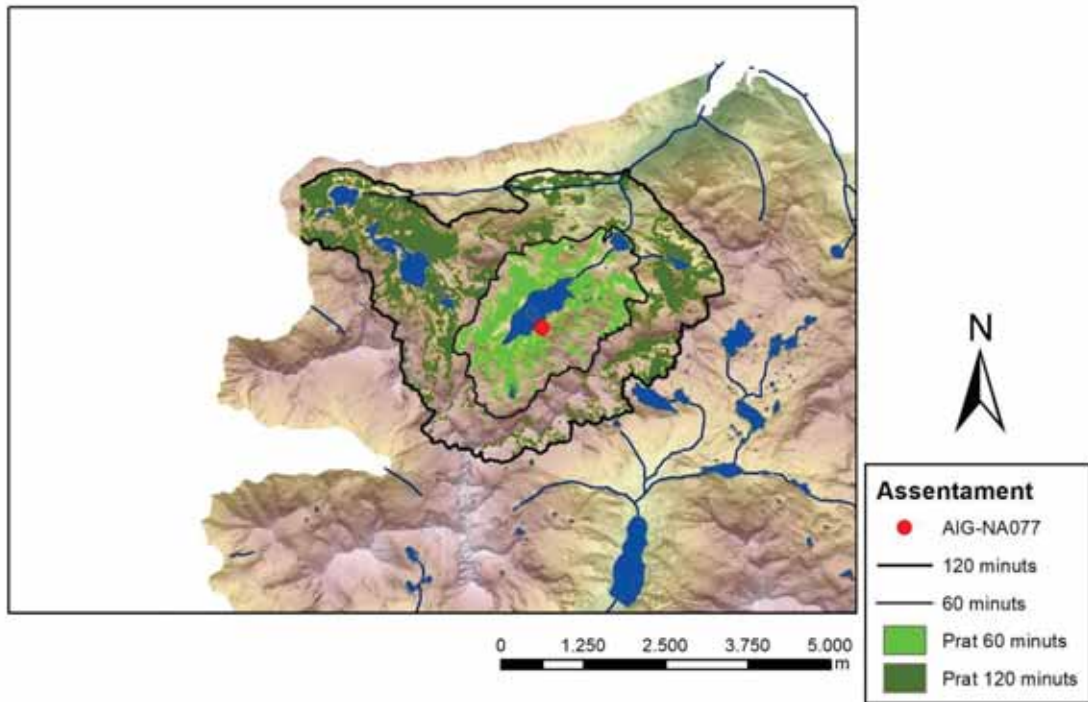 N
Assentament
AIG-NA077
120 minuts
60 minuts
Prat 60 minuts
Prat 120 minuts
0 1.250 2.500 3.750 5.000
m